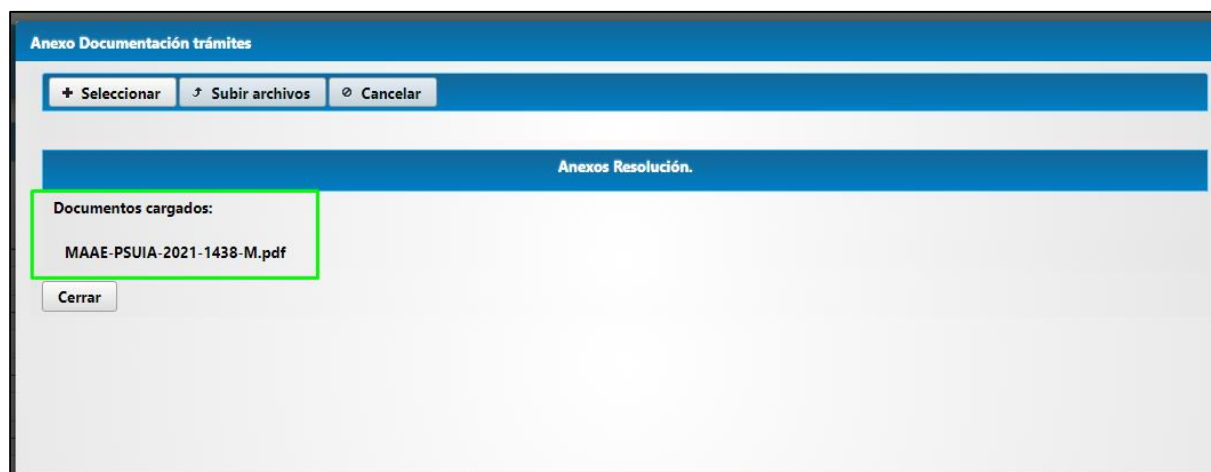 Anexo Documentación trámites
+ Seleccionar Subir archivos Cancelar
Anexos Resolución.
Documentos cargados:
MAAE-PSUIA-2021-1438-M.pdf
Cerrar